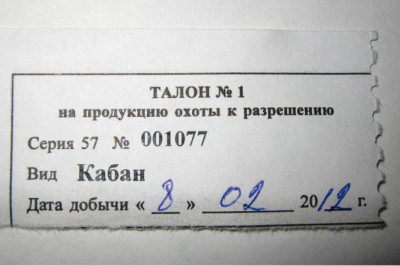 ТАЛОН № 1
на продукцию охоты к разрешению
Серия 57 № 001077
Вид Кабан
Дата добычи « 8 » 02 2012 г.